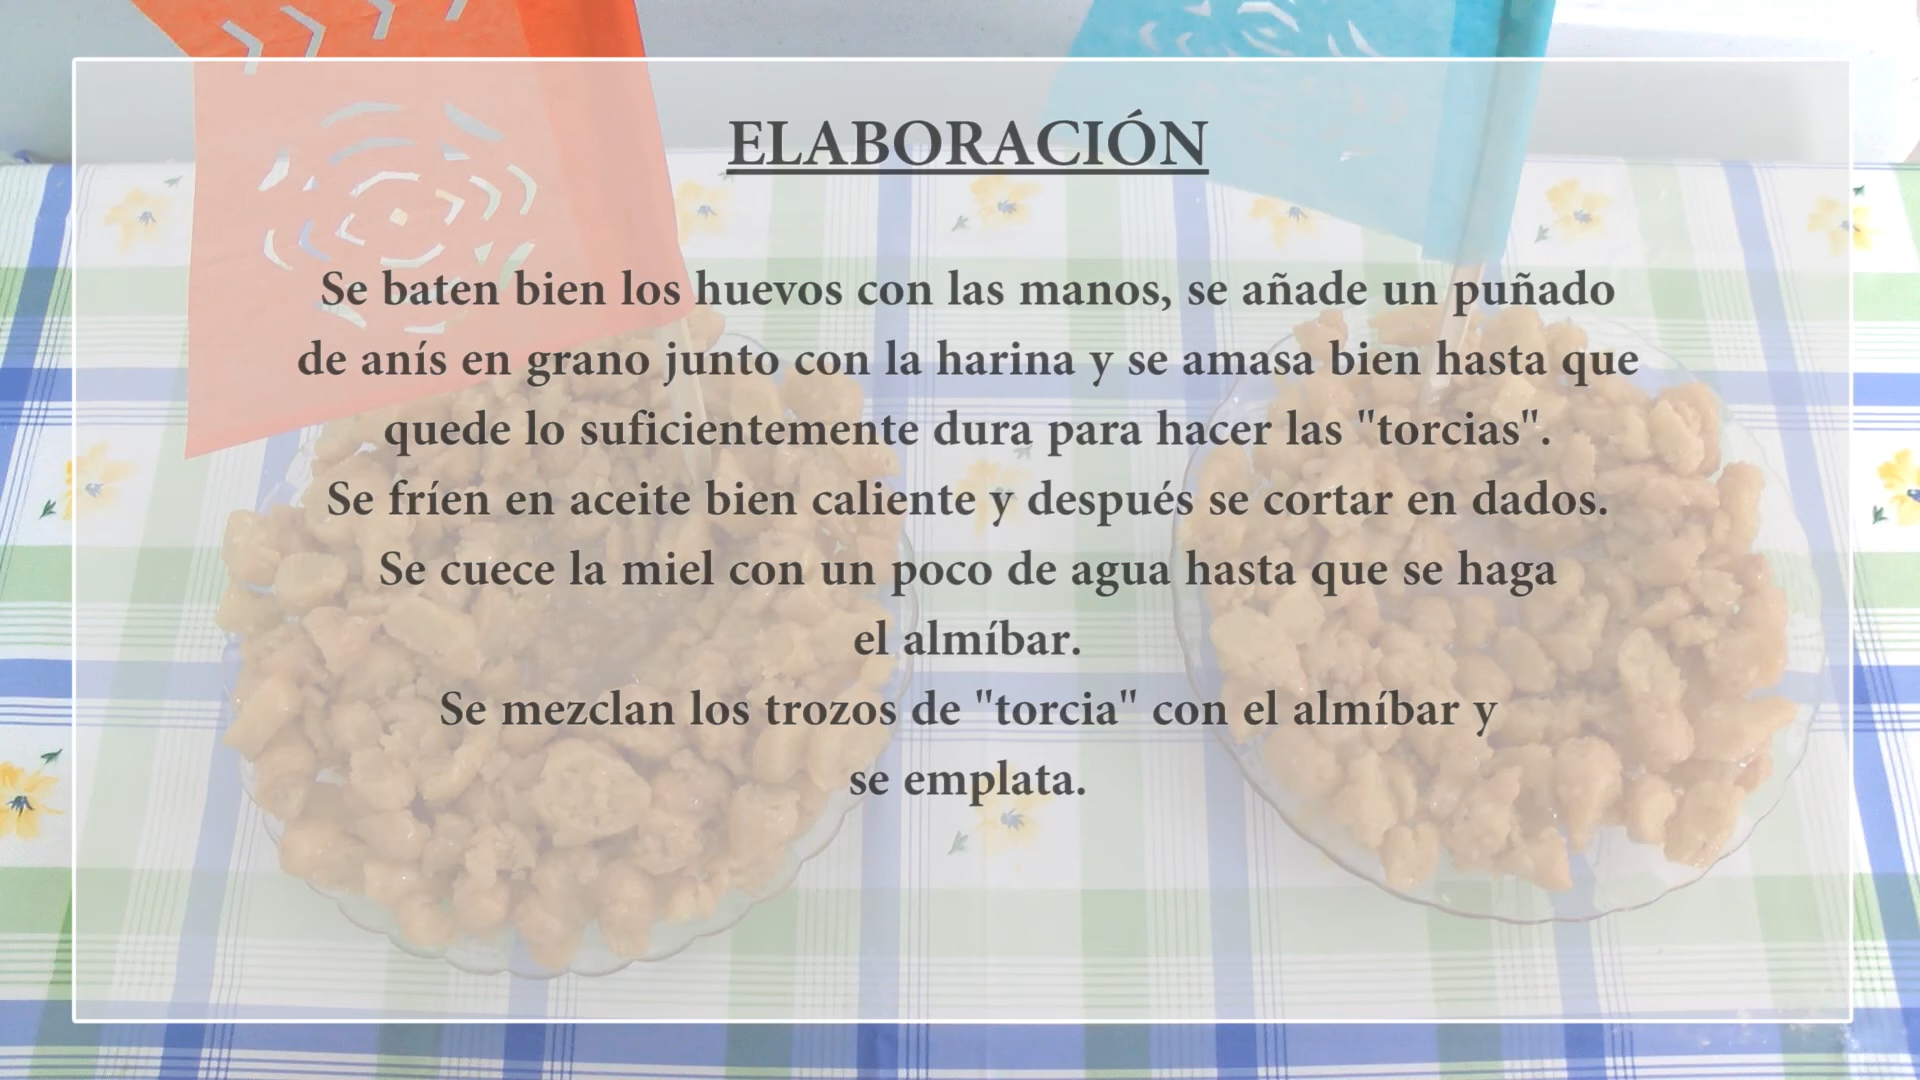 ELABORACIÓN
Se baten bien los huevos con las manos, se añade un puñado
de anís en grano junto con la harina y se amasa bien hasta que
quede lo suficientemente dura para hacer las "torcias".
Se fríen en aceite bien caliente y después se cortar en dados.
Se cuece la miel con un poco de agua hasta que se haga
el almíbar.
Se mezclan los trozos de "torcia" con el almíbar y
se emplata.